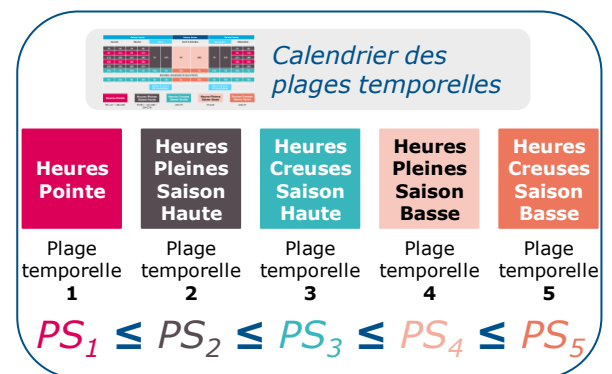 Calendrier des
plages temporelles
Heures
Pointe
Heures
Pleines
Saison
Haute
Heures
Creuses
Saison
Haute
Heures
Pleines
Saison
Basse
Heures
Creuses
Saison
Basse
Plage
temporelle
1
Plage
temporelle
2
Plage
temporelle
3
Plage
temporelle
4
Plage
temporelle
5
PS1 ≤ PS2 ≤ PS3 ≤ PS4 ≤ PS5